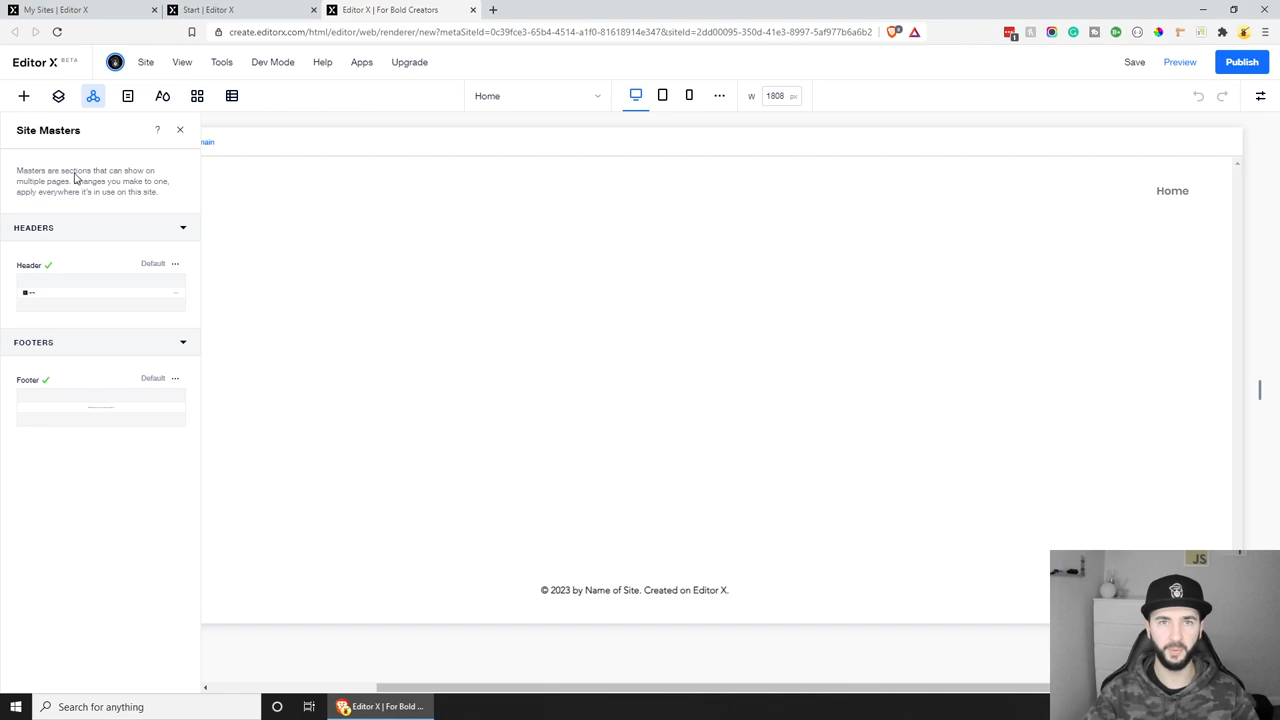 My Sites | Editor X
Start | Editor X
Editor X | For Bold Creators
create.editorx.com/html/editor/web/renderer/new?metaSiteId=0c39fce3-65b4-4514-a1f0-81618914e347&siteId=2dd00095-350d-41e3-8997-5af977b6a6b2
Editor X BETA
Site
View
Tools
Dev Mode
Help
Apps
Upgrade
Save
Preview
Publish
Home
W 1808 px
Site Masters
?
main
Masters are sections that can show on
multiple pages. Changes you make to one,
apply everywhere it's in use on this site.
Home
HEADERS
Header
Default
FOOTERS
Footer
Default
© 2023 by Name of Site. Created on Editor X.
JS
Search for anything
Editor X | For Bold ...